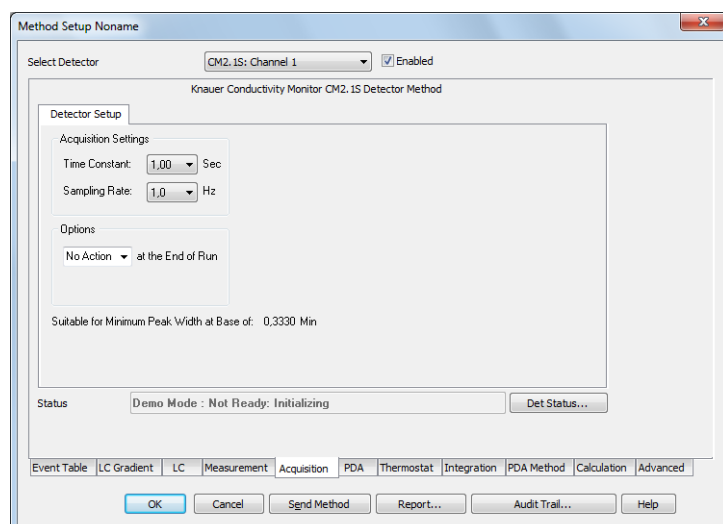 Method Setup Noname
Select Detector CM2.1S: Channel 1 Enabled
Knauer Conductivity Monitor CM2.1S Detector Method
Detector Setup
Acquisition Settings
Time Constant: 1,00 Sec
Sampling Rate: 1,0 Hz
Options
No Action at the End of Run
Suitable for Minimum Peak Width at Base of: 0,3330 Min
Status Demo Mode : Not Ready: Initializing Det Status...
Event Table LC Gradient LC Measurement Acquisition PDA Thermostat Integration PDA Method Calculation Advanced
OK Cancel Send Method Report... Audit Trail... Help